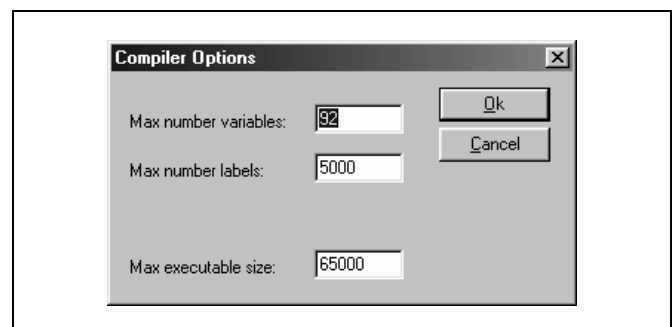 Compiler Options
Max number variables: 92
Ok
Cancel
Max number labels: 5000
Max executable size: 65000